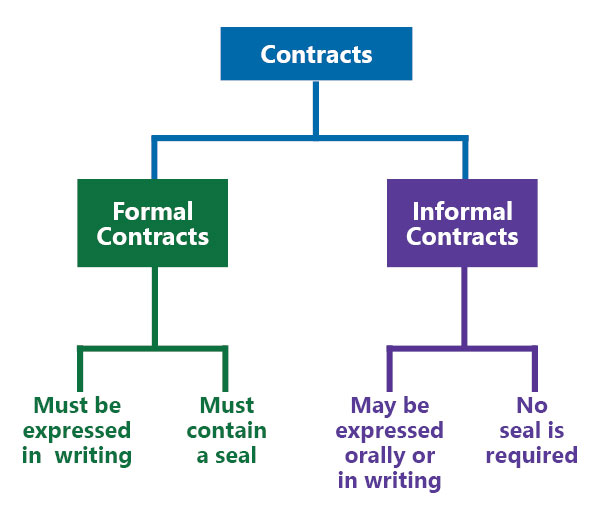 Contracts
Formal
Contracts
Informal
Contracts
Must be
expressed
in writing
Must
contain
a seal
May be
expressed
orally or
in writing
No
seal is
required